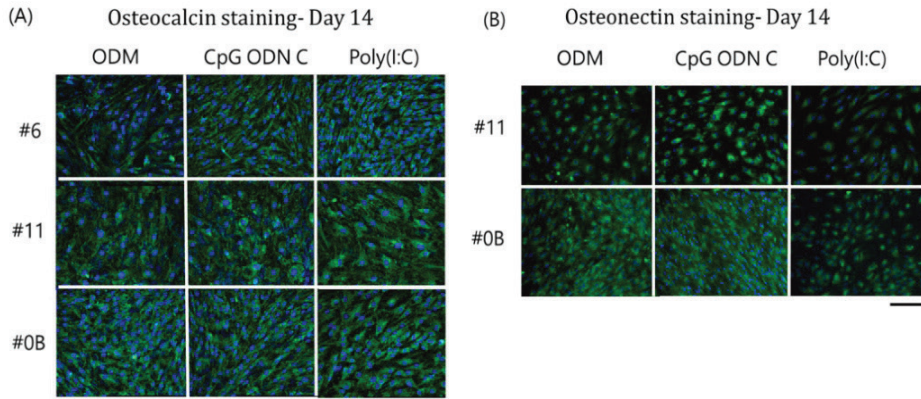 (A) Osteocalcin staining- Day 14
ODM CpG ODN C Poly(I:C)
#6
#11
#0B
(B) Osteonectin staining- Day 14
ODM CpG ODN C Poly(I:C)
#11
#0B